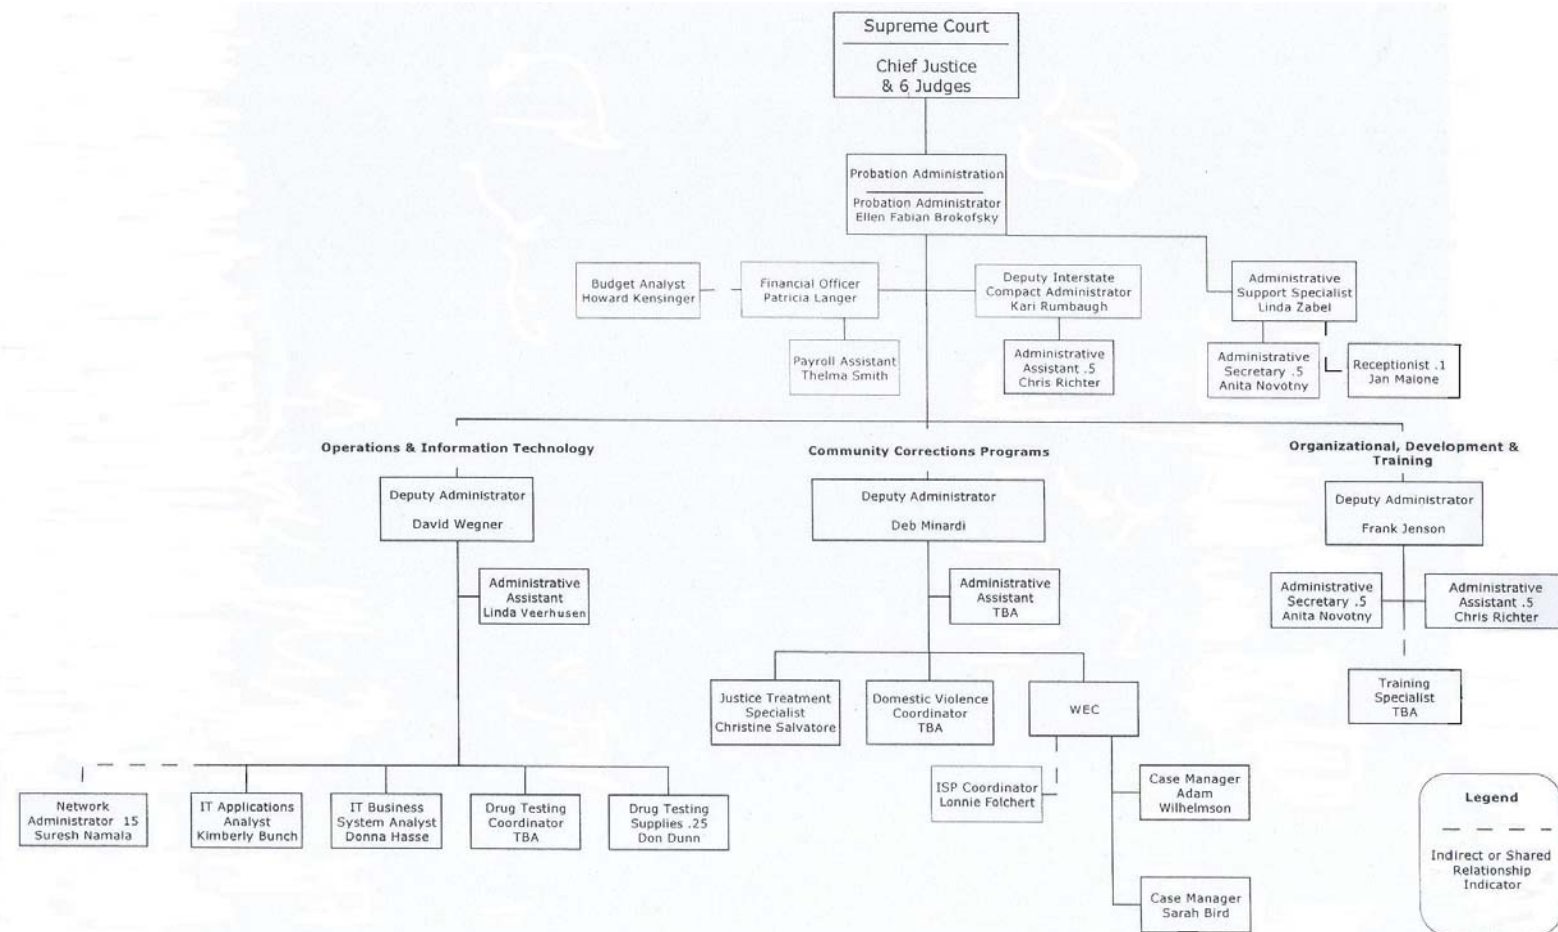 Supreme Court
Chief Justice
& 6 Judges
Probation Administration
Probation Administrator
Ellen Fabian Brokofsky
Budget Analyst
Howard Kensinger
Financial Officer
Patricia Langer
Deputy Interstate
Compact Administrator
Kari Rumbaugh
Administrative
Support Specialist
Linda Zabel
Payroll Assistant
Thelma Smith
Administrative
Assistant .5
Chris Richter
Administrative
Secretary .5
Anita Novotny
Receptionist .1
Jan Malone
Operations & Information Technology
Community Corrections Programs
Organizational, Development &
Training
Deputy Administrator
David Wegner
Deputy Administrator
Deb Minardi
Deputy Administrator
Frank Jenson
Administrative
Assistant
Linda Veerhusen
Administrative
Assistant
TBA
Administrative
Secretary .5
Anita Novotny
Administrative
Assistant .5
Chris Richter
Justice Treatment
Specialist
Christine Salvatore
Domestic Violence
Coordinator
TBA
WEC
Training
Specialist
TBA
ISP Coordinator
Lonnie Folchert
Case Manager
Adam
Wilhelmson
Network
Administrator 15
Suresh Namala
IT Applications
Analyst
Kimberly Bunch
IT Business
System Analyst
Donna Hasse
Drug Testing
Coordinator
TBA
Drug Testing
Supplies .25
Don Dunn
Case Manager
Sarah Bird
Legend
Indirect or Shared
Relationship
Indicator